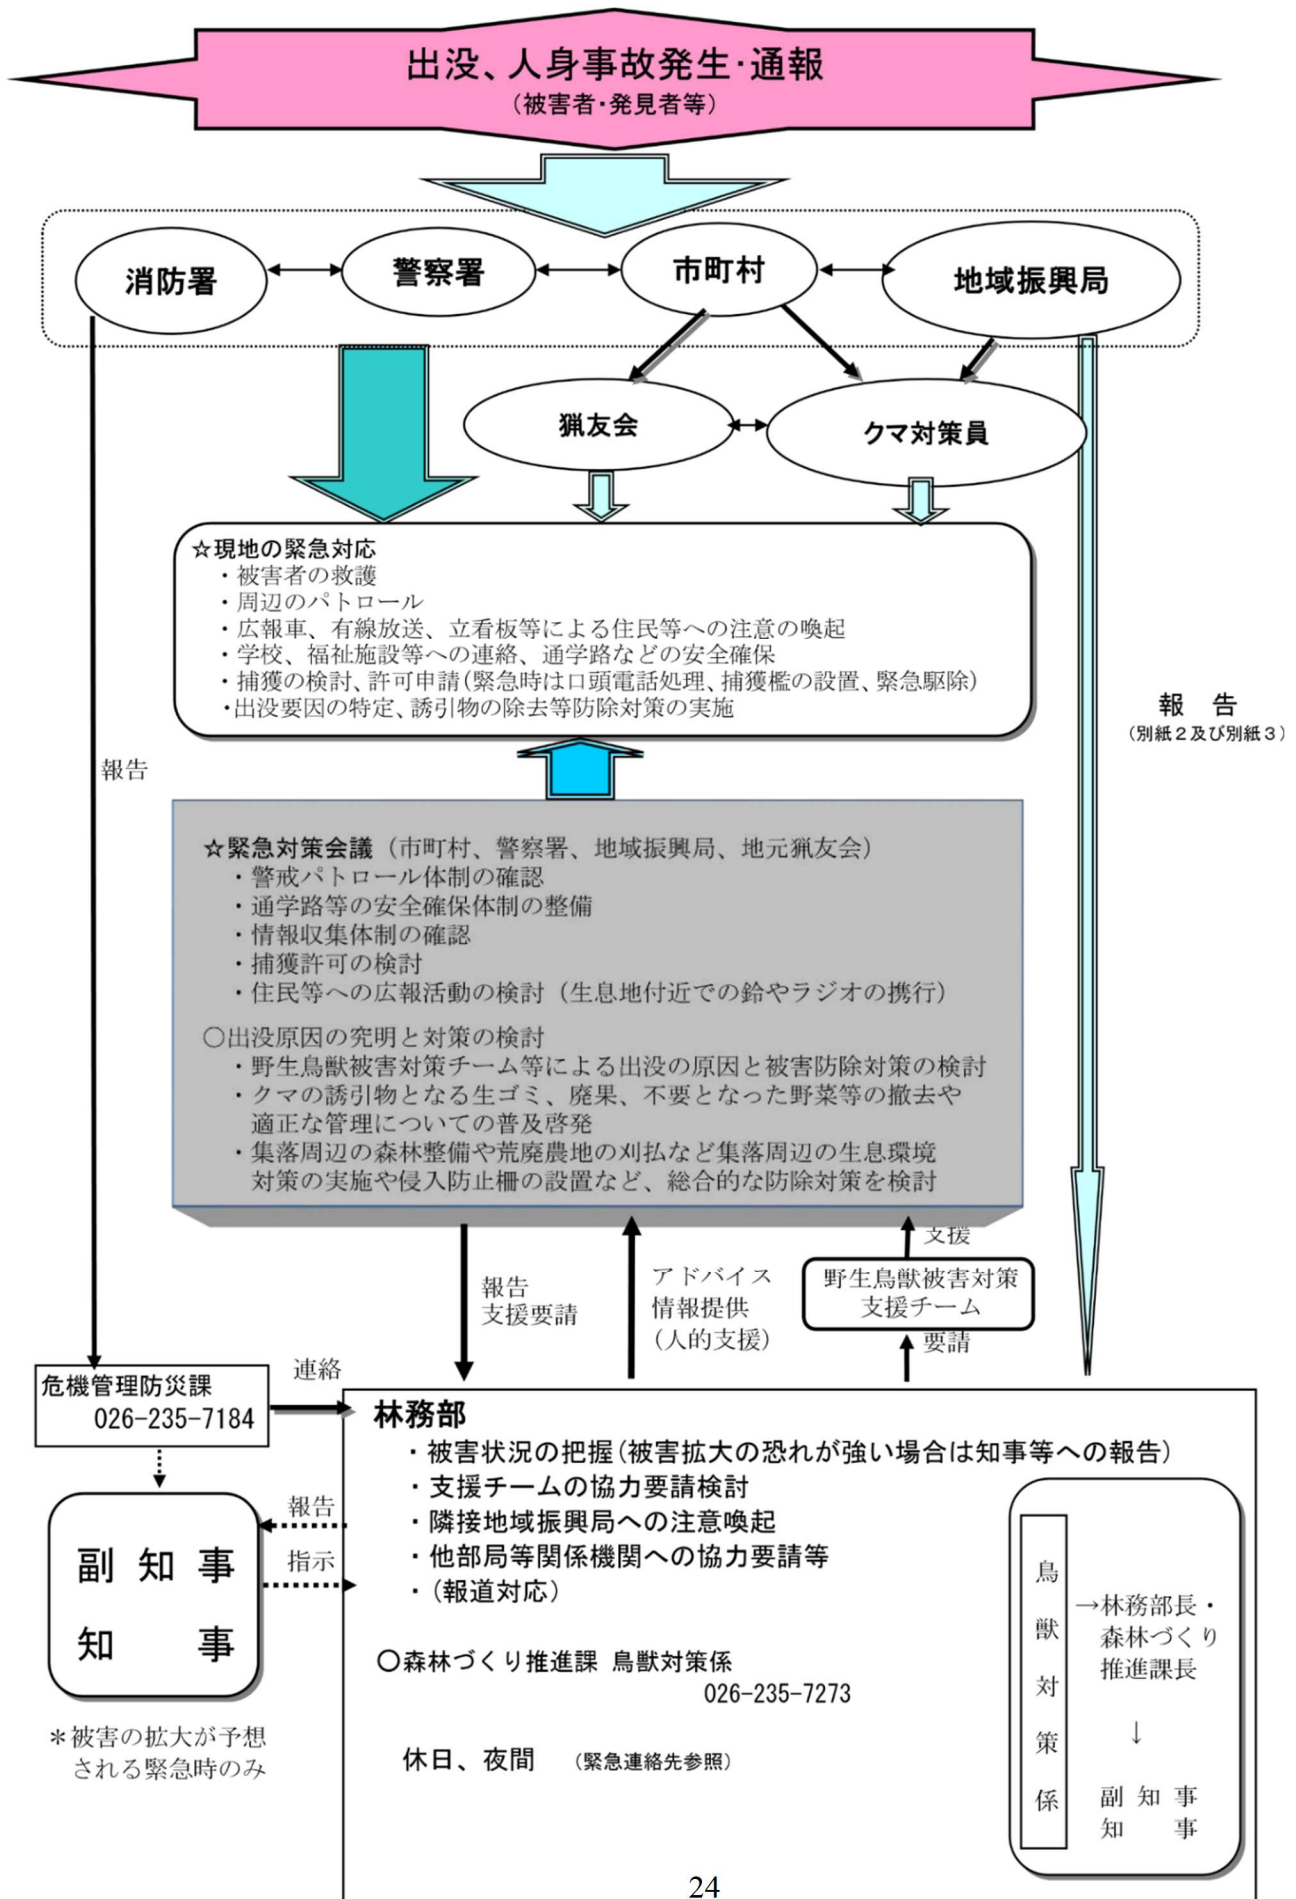 出没、人身事故発生・通報
（被害者・発見者等）
消防署
警察署
市町村
地域振興局
猟友会
クマ対策員
☆現地の緊急対応
・被害者の救護
・周辺のパトロール
・広報車、有線放送、立看板等による住民等への注意の喚起
・学校、福祉施設等への連絡、通学路などの安全確保
・捕獲の検討、許可申請（緊急時は口頭電話処理、捕獲檻の設置、緊急駆除）
・出没要因の特定、誘引物の除去等防除対策の実施
報　告
（別紙２及び別紙３）
報告
☆緊急対策会議（市町村、警察署、地域振興局、地元猟友会）
・警戒パトロール体制の確認
・通学路等の安全確保体制の整備
・情報収集体制の確認
・捕獲許可の検討
・住民等への広報活動の検討（生息地付近での鈴やラジオの携行）
○出没原因の究明と対策の検討
・野生鳥獣被害対策チーム等による出没の原因と被害防除対策の検討
・クマの誘引物となる生ゴミ、廃果、不要となった野菜等の撤去や
適正な管理についての普及啓発
・集落周辺の森林整備や荒廃農地の刈払など集落周辺の生息環境
対策の実施や侵入防止柵の設置など、総合的な防除対策を検討
報告
支援要請
アドバイス
情報提供
（人的支援）
支援
野生鳥獣被害対策
支援チーム
要請
危機管理防災課
026-235-7184
連絡
林務部
・被害状況の把握（被害拡大の恐れが強い場合は知事等への報告）
・支援チームの協力要請検討
・隣接地域振興局への注意喚起
・他部局等関係機関への協力要請等
・（報道対応）
報告
指示
副 知 事
知　　事
＊被害の拡大が予想
される緊急時のみ
○森林づくり推進課 鳥獣対策係
026-235-7273
休日、夜間　（緊急連絡先参照）
鳥獣対策係
→林務部長・
森林づくり
推進課長
↓
副 知 事
知　　事
24